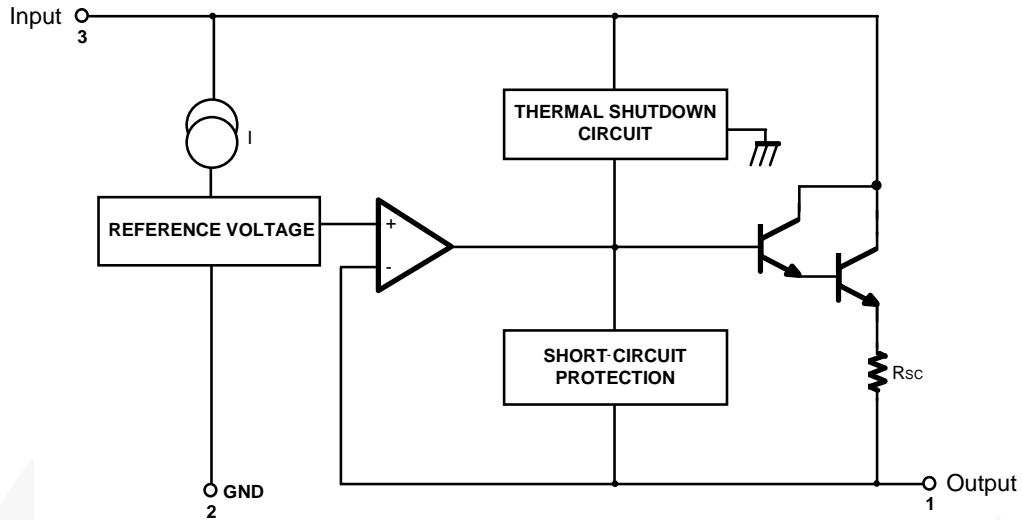 Input
3
THERMAL SHUTDOWN
CIRCUIT
I
REFERENCE VOLTAGE
+
-
SHORT-CIRCUIT
PROTECTION
RSC
GND
2
Output
1